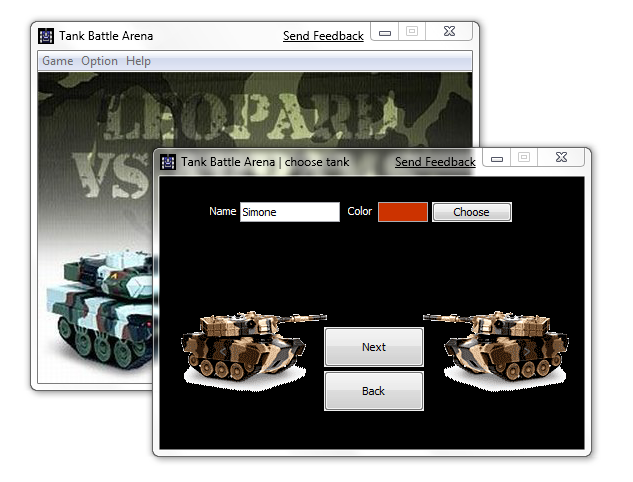 Tank Battle Arena
Send Feedback
Game Option Help
LEOPARD
VS
Tank Battle Arena | choose tank
Send Feedback
Name Simone Color Choose
Next
Back